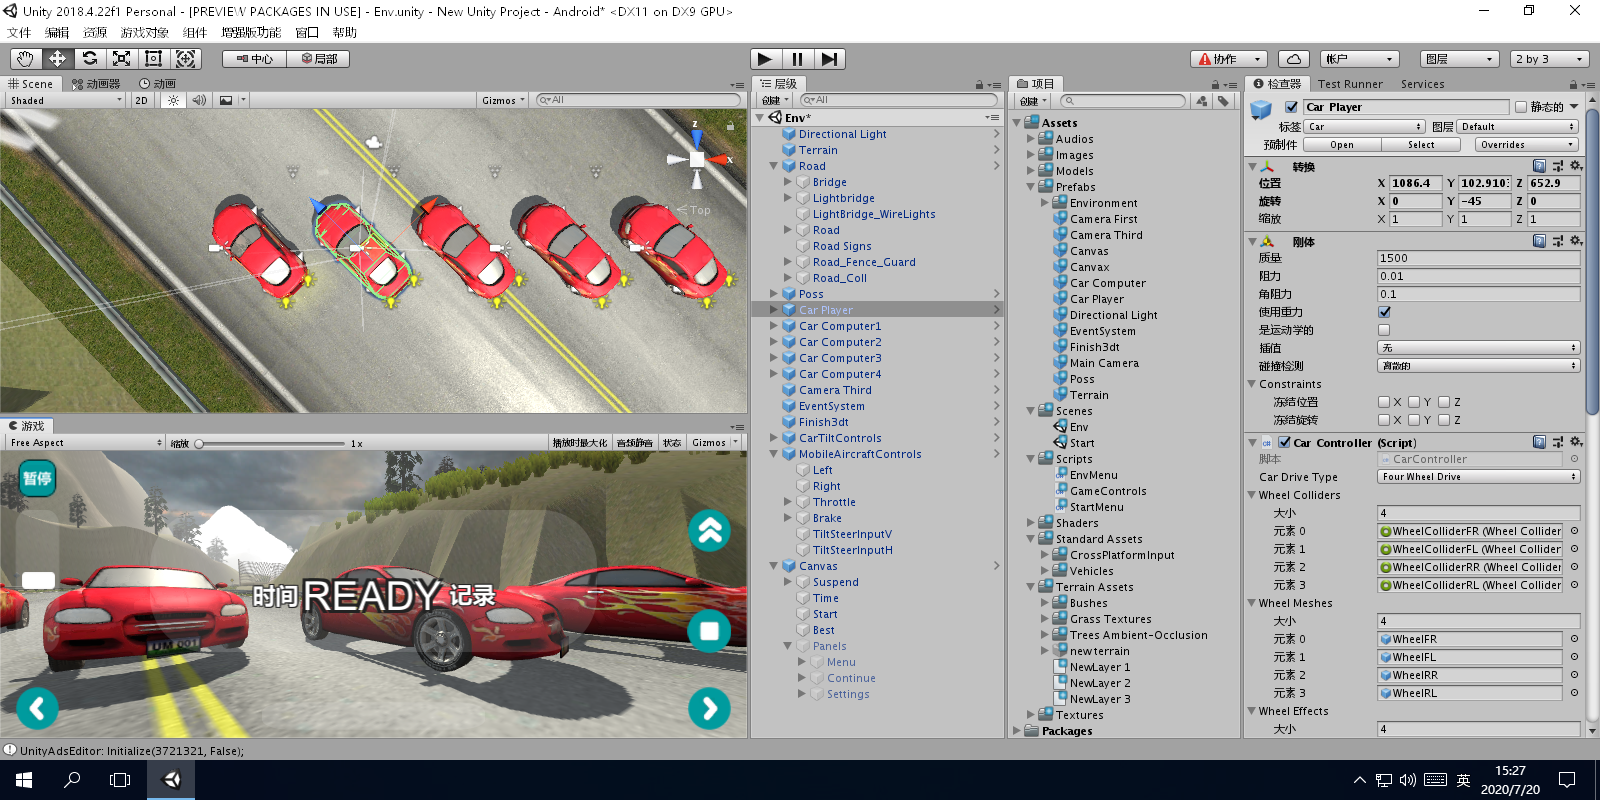 Unity 2018.4.22f1 Personal - [PREVIEW PACKAGES IN USE] - Env.unity - New Unity Project - Android* <DX11 on DX9 GPU>
文件 编辑 资源 游戏对象 组件 增强版功能 窗口 帮助
中心 局部 协作 帐户 图层 2 by 3
Scene 动画器 动画
Shaded 2D Gizmos All
游戏
Free Aspect 缩放 1x 播放时最大化 音频静音 状态 Gizmos
z
x
Top
暂停
时间 READY 记录
UM 601
层级
创建 All
Env*
Directional Light
Terrain
Road
Bridge
Lightbridge
LightBridge_WireLights
Road
Road Signs
Road_Fence_Guard
Road_Coll
Poss
Car Player
Car Computer1
Car Computer2
Car Computer3
Car Computer4
Camera Third
EventSystem
Finish3dt
CarTiltControls
MobileAircraftControls
Left
Right
Throttle
Brake
TiltSteerInputV
TiltSteerInputH
Canvas
Suspend
Time
Start
Best
Panels
Menu
Continue
Settings
项目
创建
Assets
Audios
Images
Models
Prefabs
Environment
Camera First
Camera Third
Canvas
Canvax
Car Computer
Car Player
Directional Light
EventSystem
Finish3dt
Main Camera
Poss
Terrain
Scenes
Env
Start
Scripts
EnvMenu
GameControls
StartMenu
Shaders
Standard Assets
CrossPlatformInput
Vehicles
Terrain Assets
Bushes
Grass Textures
Trees Ambient-Occlusion
new terrain
NewLayer 1
NewLayer 2
NewLayer 3
Textures
Packages
检查器 Test Runner Services
Car Player 静态的
标签 Car 图层 Default
预制件 Open Select Overrides
转换
位置 X 1086.4 Y 102.910 Z 652.9
旋转 X 0 Y -45 Z 0
缩放 X 1 Y 1 Z 1
刚体
质量 1500
阻力 0.01
角阻力 0.1
使用重力
是运动学的
插值 无
碰撞检测 离散的
Constraints
冻结位置 X Y Z
冻结旋转 X Y Z
Car Controller (Script)
脚本 CarController
Car Drive Type Four Wheel Drive
Wheel Colliders
大小 4
元素 0 WheelColliderFR (Wheel Collider
元素 1 WheelColliderFL (Wheel Collider
元素 2 WheelColliderRR (Wheel Collider
元素 3 WheelColliderRL (Wheel Collider
Wheel Meshes
大小 4
元素 0 WheelFR
元素 1 WheelFL
元素 2 WheelRR
元素 3 WheelRL
Wheel Effects
大小 4
UnityAdsEditor: Initialize(3721321, False);
英
15:27
2020/7/20